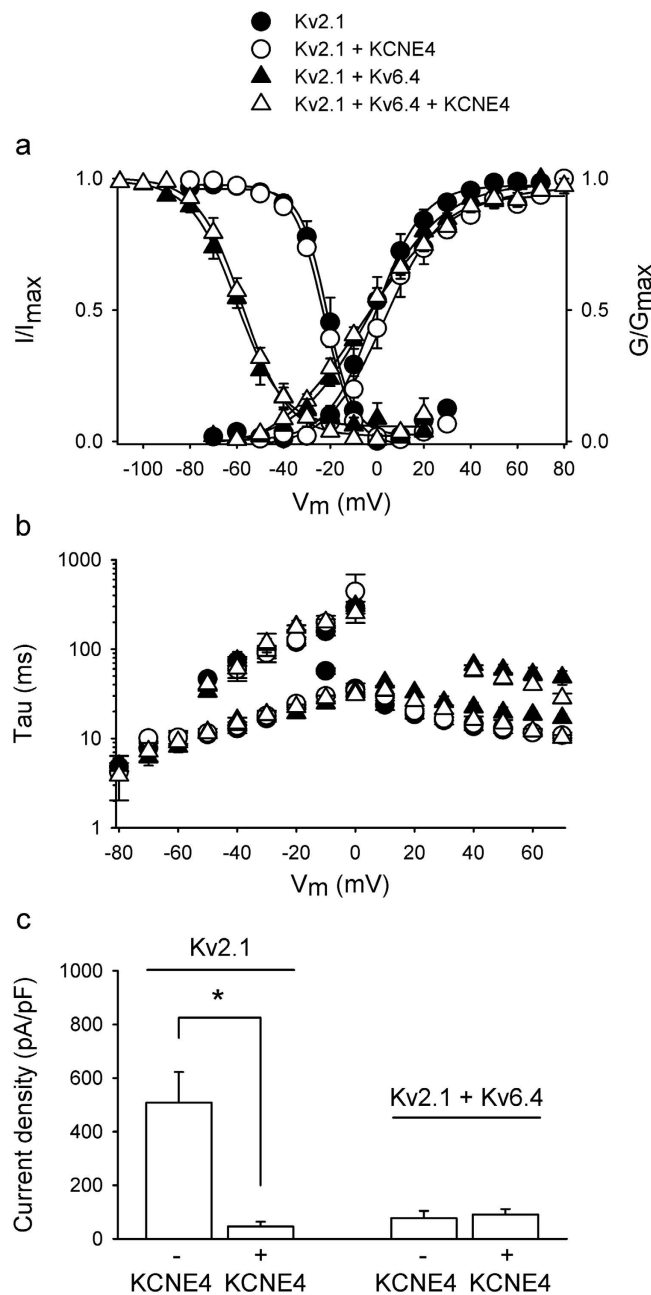 Kv2.1
Kv2.1 + KCNE4
Kv2.1 + Kv6.4
Kv2.1 + Kv6.4 + KCNE4
a
1.0
0.5
0.0
I/Imax
1.0
0.5
0.0
G/Gmax
-100 -80 -60 -40 -20 0 20 40 60 80
Vm (mV)
b
1000
100
10
1
Tau (ms)
-80 -60 -40 -20 0 20 40 60
Vm (mV)
c
Kv2.1
*
Kv2.1 + Kv6.4
1000
800
600
400
200
0
Current density (pA/pF)
- + - +
KCNE4 KCNE4 KCNE4 KCNE4